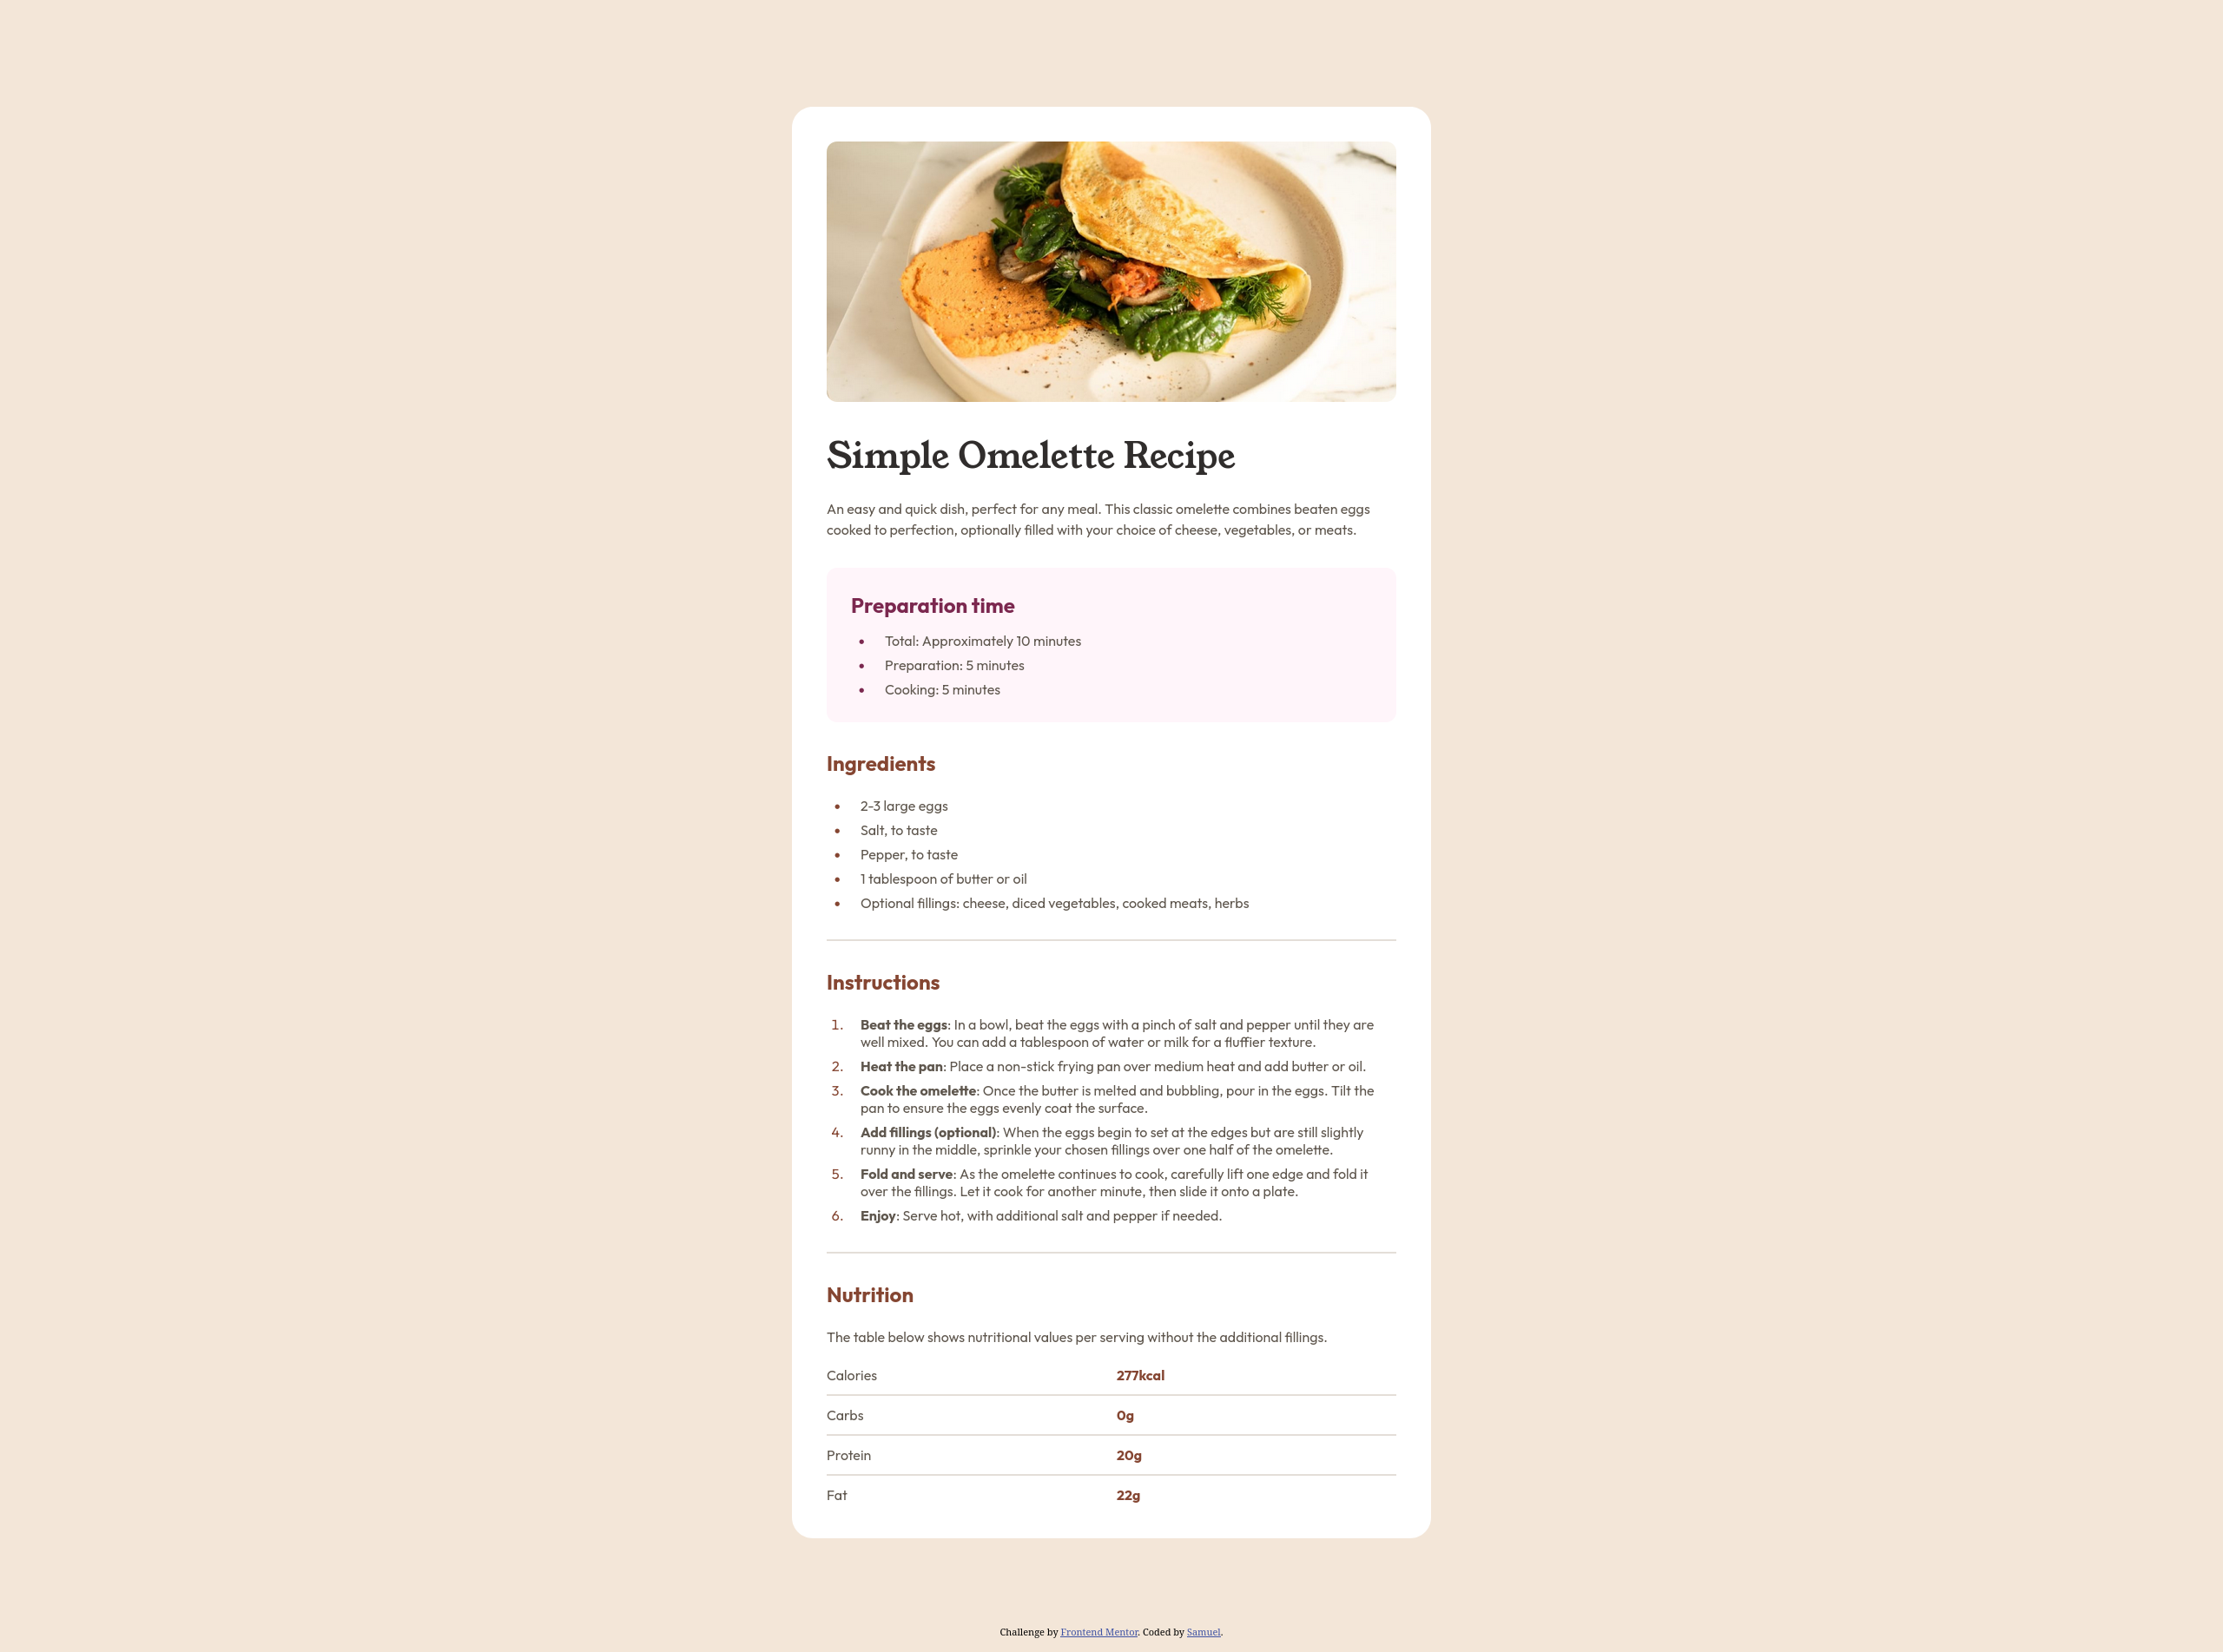 Simple Omelette Recipe
An easy and quick dish, perfect for any meal. This classic omelette combines beaten eggs
cooked to perfection, optionally filled with your choice of cheese, vegetables, or meats.
Preparation time
• Total: Approximately 10 minutes
• Preparation: 5 minutes
• Cooking: 5 minutes
Ingredients
• 2-3 large eggs
• Salt, to taste
• Pepper, to taste
• 1 tablespoon of butter or oil
• Optional fillings: cheese, diced vegetables, cooked meats, herbs
Instructions
1. Beat the eggs: In a bowl, beat the eggs with a pinch of salt and pepper until they are
well mixed. You can add a tablespoon of water or milk for a fluffier texture.
2. Heat the pan: Place a non-stick frying pan over medium heat and add butter or oil.
3. Cook the omelette: Once the butter is melted and bubbling, pour in the eggs. Tilt the
pan to ensure the eggs evenly coat the surface.
4. Add fillings (optional): When the eggs begin to set at the edges but are still slightly
runny in the middle, sprinkle your chosen fillings over one half of the omelette.
5. Fold and serve: As the omelette continues to cook, carefully lift one edge and fold it
over the fillings. Let it cook for another minute, then slide it onto a plate.
6. Enjoy: Serve hot, with additional salt and pepper if needed.
Nutrition
The table below shows nutritional values per serving without the additional fillings.
Calories 277kcal
Carbs 0g
Protein 20g
Fat 22g
Challenge by Frontend Mentor. Coded by Samuel.